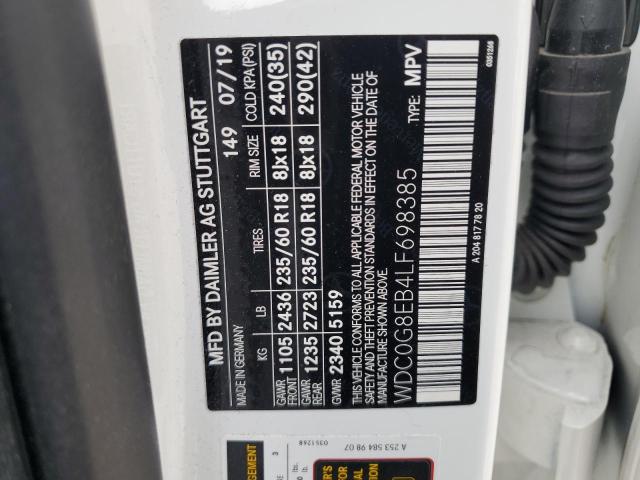 MFD BY DAIMLER AG STUTTGART
MADE IN GERMANY 149 07/19
KG LB TIRES RIM SIZE COLD KPA(PSI)
GAWR FRONT 1105 2436 235/60 R18 8Jx18 240(35)
GAWR REAR 1235 2723 235/60 R18 8Jx18 290(42)
GVWR 2340 5159
THIS VEHICLE CONFORMS TO ALL APPLICABLE FEDERAL MOTOR VEHICLE
SAFETY AND THEFT PREVENTION STANDARDS IN EFFECT ON THE DATE OF
MANUFACTURE SHOWN ABOVE.
WDC0G8EB4LF698385 TYPE: MPV
A 204 817 78 20 0351268
A 253 584 98 07
0351268
3
lbs.